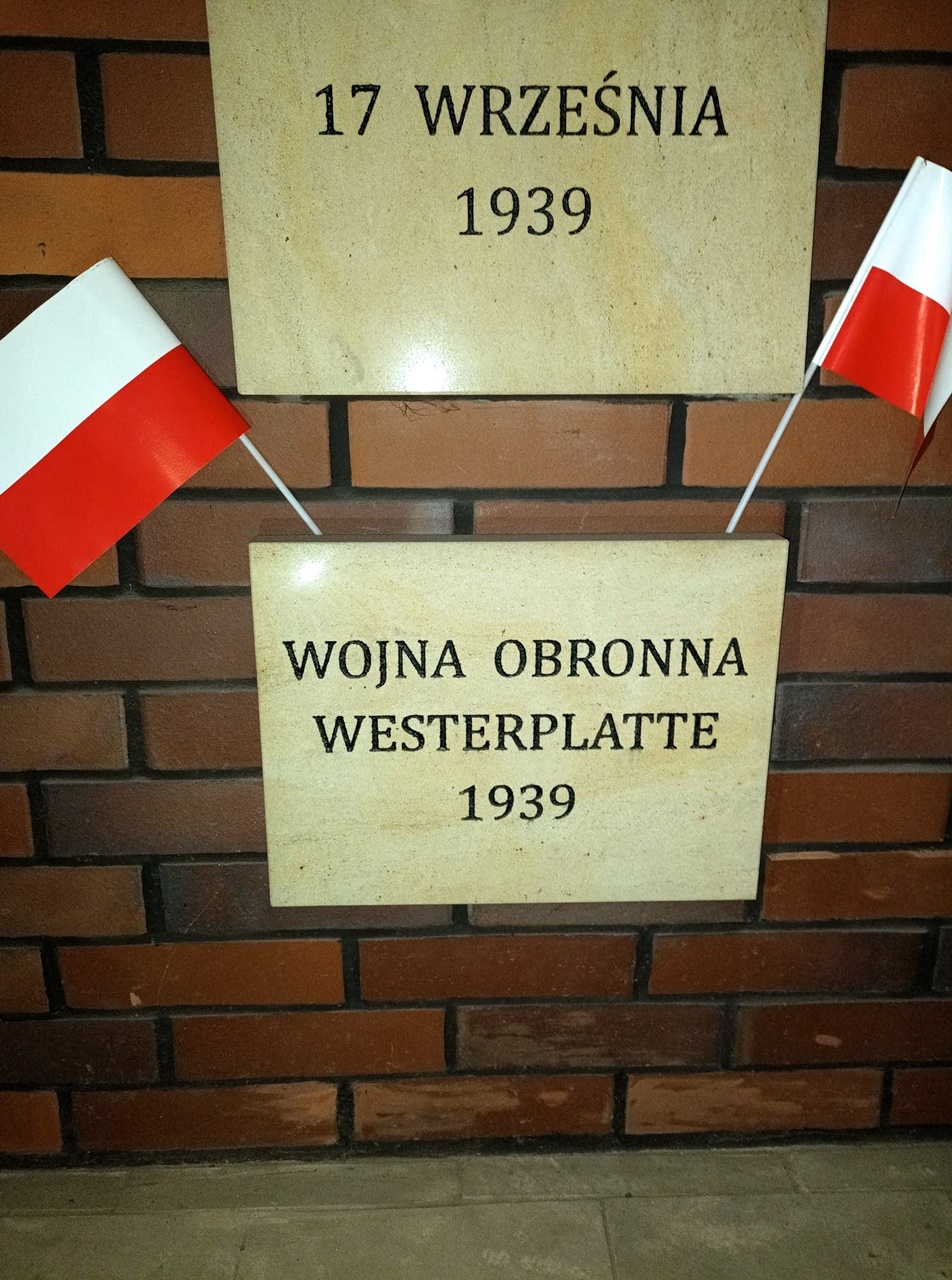 17 WRZEŚNIA
1939
WOJNA OBRONNA
WESTERPLATTE
1939